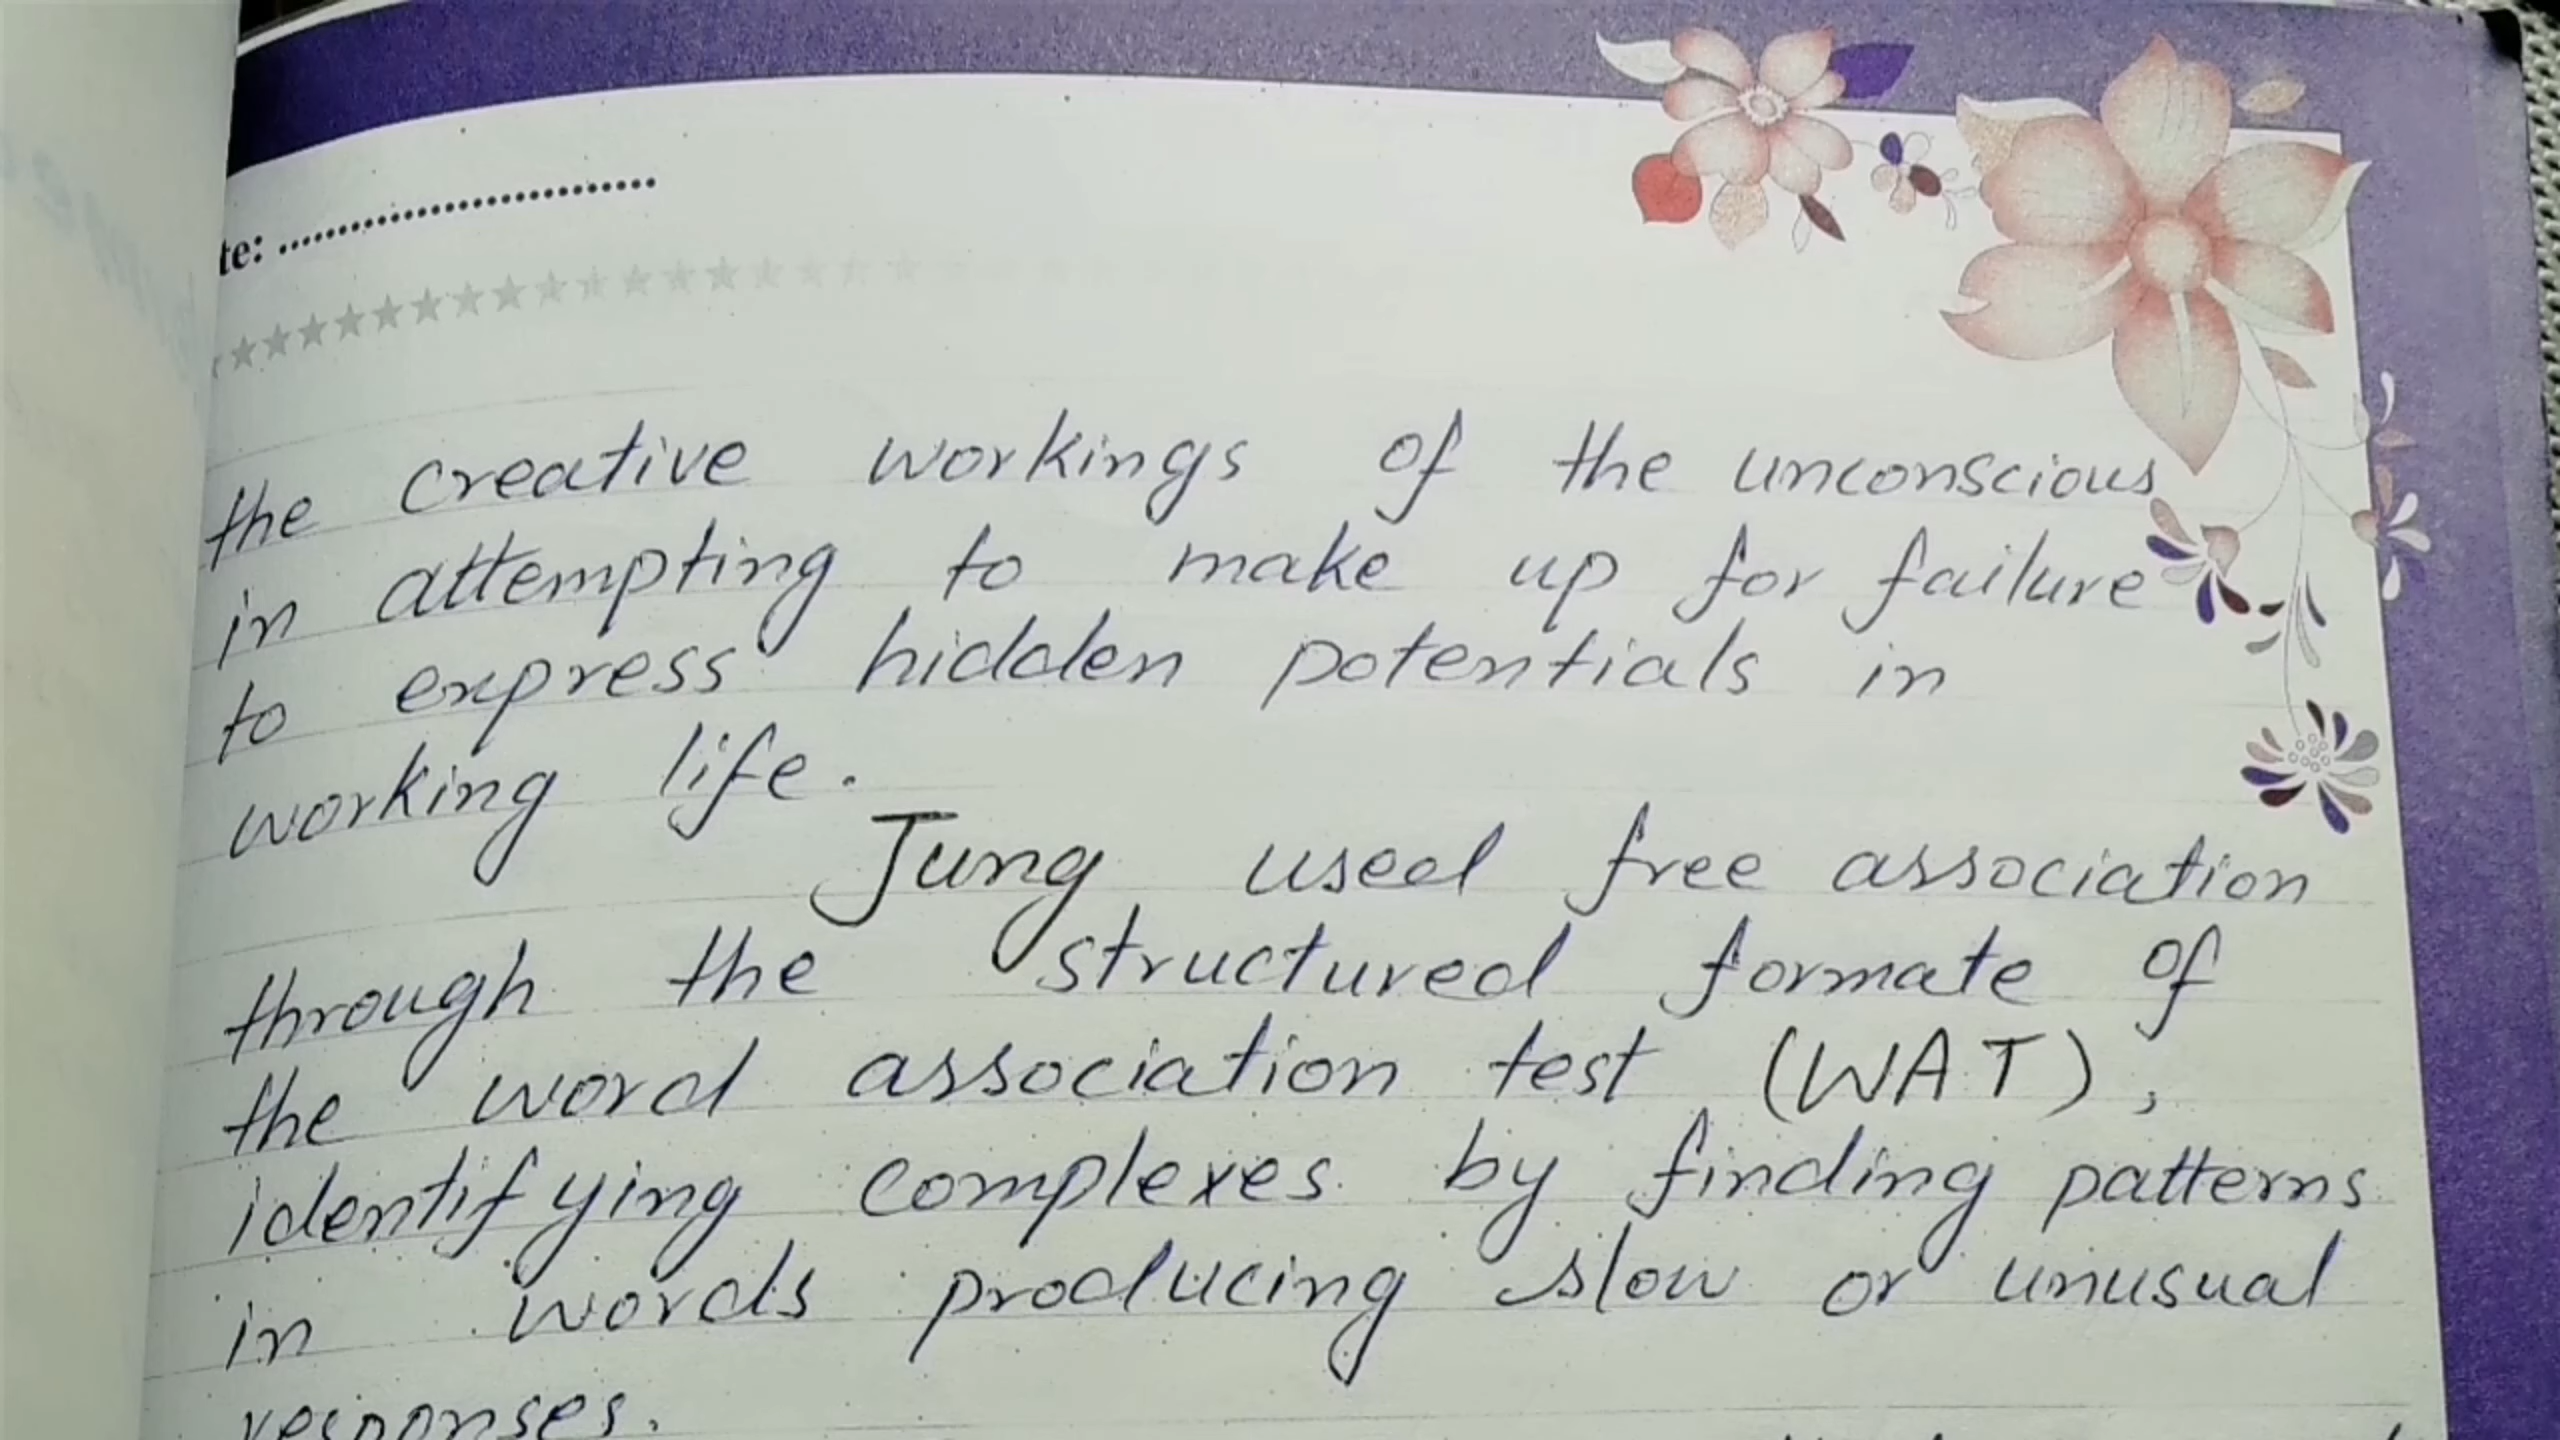 te: ....................................
the creative workings of the unconscious
in attempting to make up for failure
to express hidden potentials in
working life.
Jung used free association
through the structured formate of
the word association test (WAT),
identifying complexes by finding patterns
in words producing slow or unusual
responses.